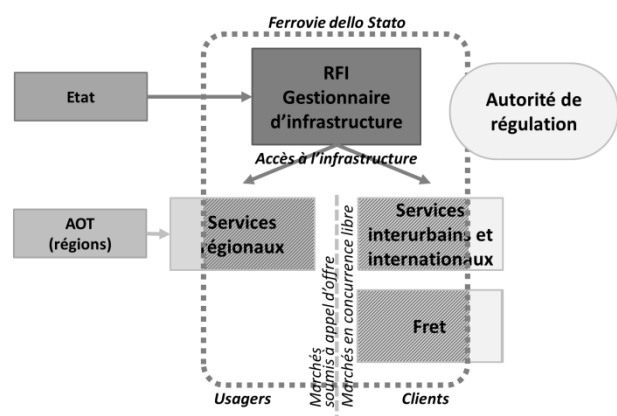 Ferrovie dello Stato
RFI
Gestionnaire
d'infrastructure
Etat
Autorité de
régulation
Accès à l'infrastructure
AOT
(régions)
Services
régionaux
Services
interurbains et
internationaux
Fret
Marchés
soumis à appel d'offre
Marchés en concurrence libre
Usagers
Clients